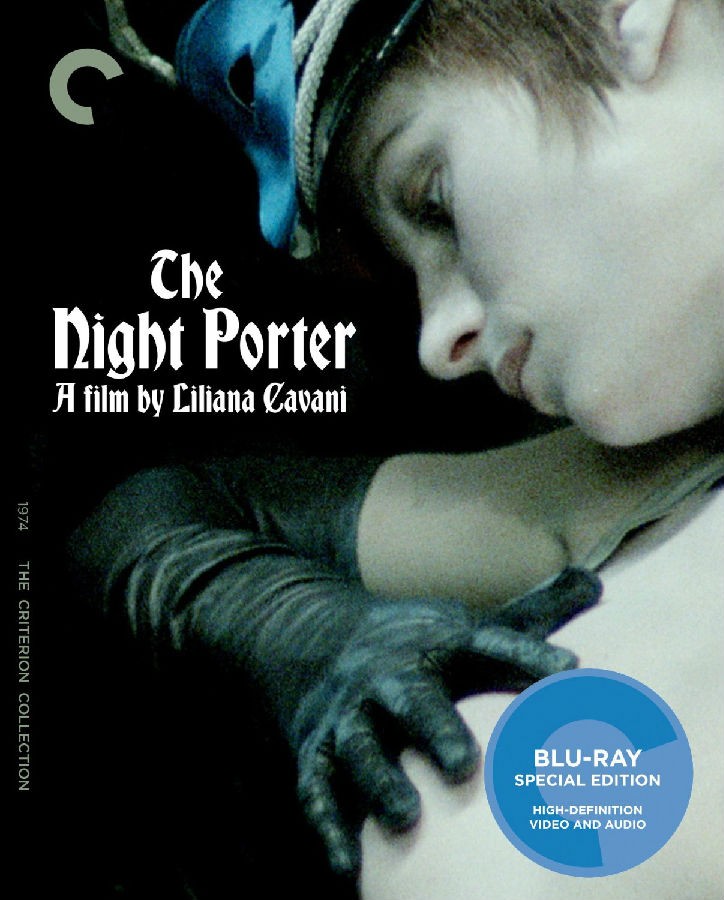 The
Night Porter
A film by Liliana Cavani
1974 THE CRITERION COLLECTION
BLU-RAY
SPECIAL EDITION
HIGH-DEFINITION
VIDEO AND AUDIO